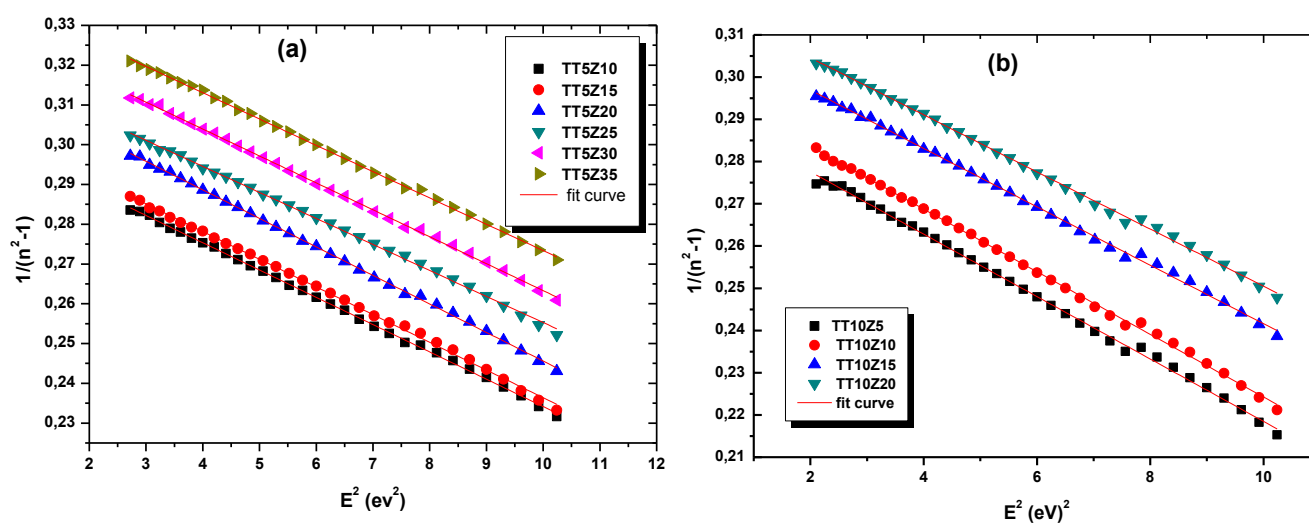 (a)
1/(n²-1)
0,33
0,32
0,31
0,30
0,29
0,28
0,27
0,26
0,25
0,24
0,23
TT5Z10
TT5Z15
TT5Z20
TT5Z25
TT5Z30
TT5Z35
fit curve
2 3 4 5 6 7 8 9 10 11 12
E² (ev²)
(b)
1/(n²-1)
0,31
0,30
0,29
0,28
0,27
0,26
0,25
0,24
0,23
0,22
0,21
TT10Z5
TT10Z10
TT10Z15
TT10Z20
fit curve
2 4 6 8 10
E² (eV)²